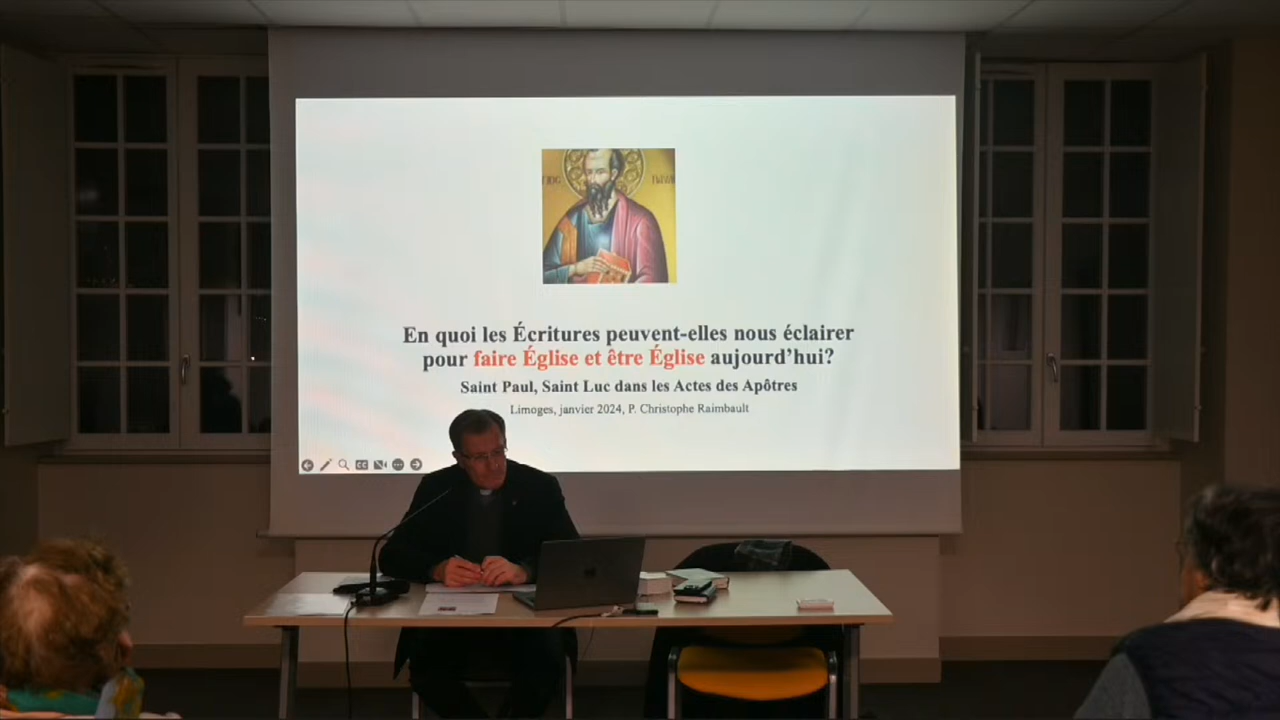 En quoi les Écritures peuvent-elles nous éclairer
pour faire Église et être Église aujourd'hui?
Saint Paul, Saint Luc dans les Actes des Apôtres
Limoges, janvier 2024, P. Christophe Raimbault
CC